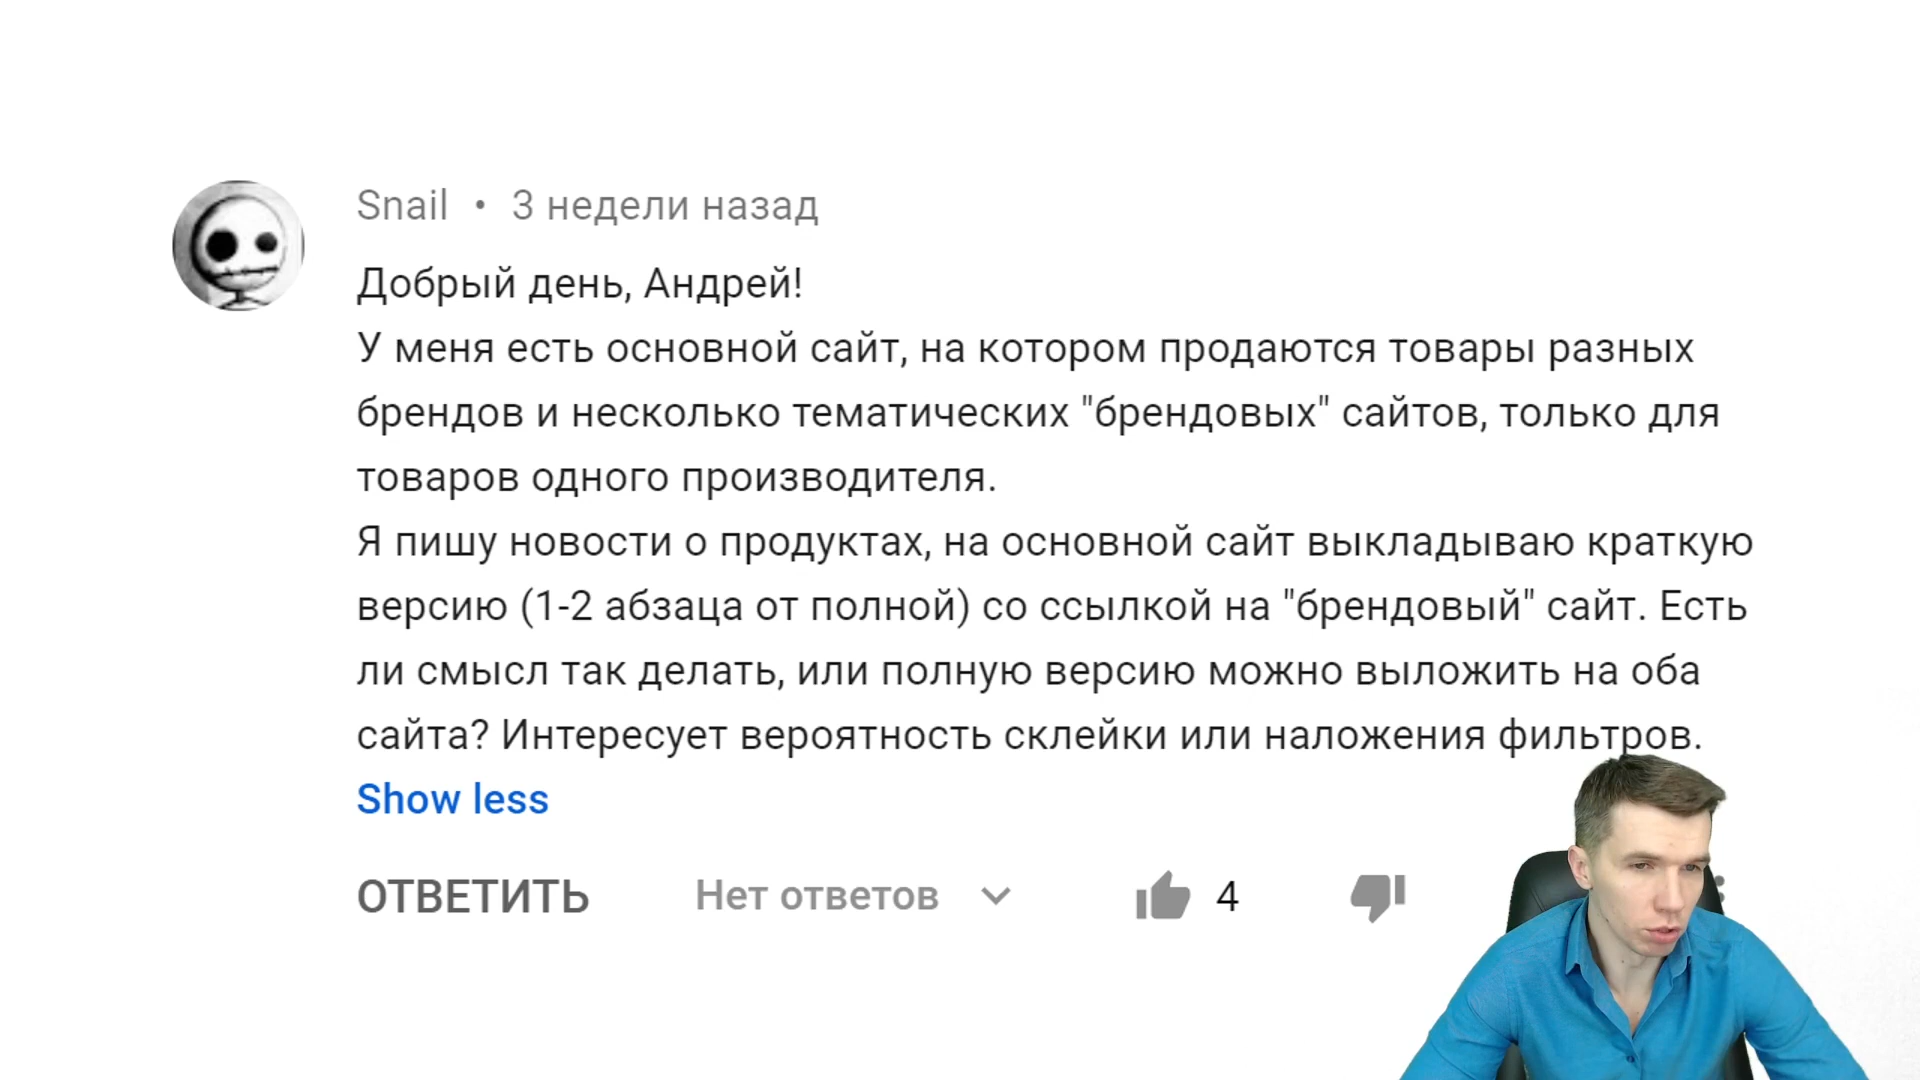 Snail • 3 недели назад
Добрый день, Андрей!
У меня есть основной сайт, на котором продаются товары разных
брендов и несколько тематических "брендовых" сайтов, только для
товаров одного производителя.
Я пишу новости о продуктах, на основной сайт выкладываю краткую
версию (1-2 абзаца от полной) со ссылкой на "брендовый" сайт. Есть
ли смысл так делать, или полную версию можно выложить на оба
сайта? Интересует вероятность склейки или наложения фильтров.
Show less
ОТВЕТИТЬ Нет ответов 4